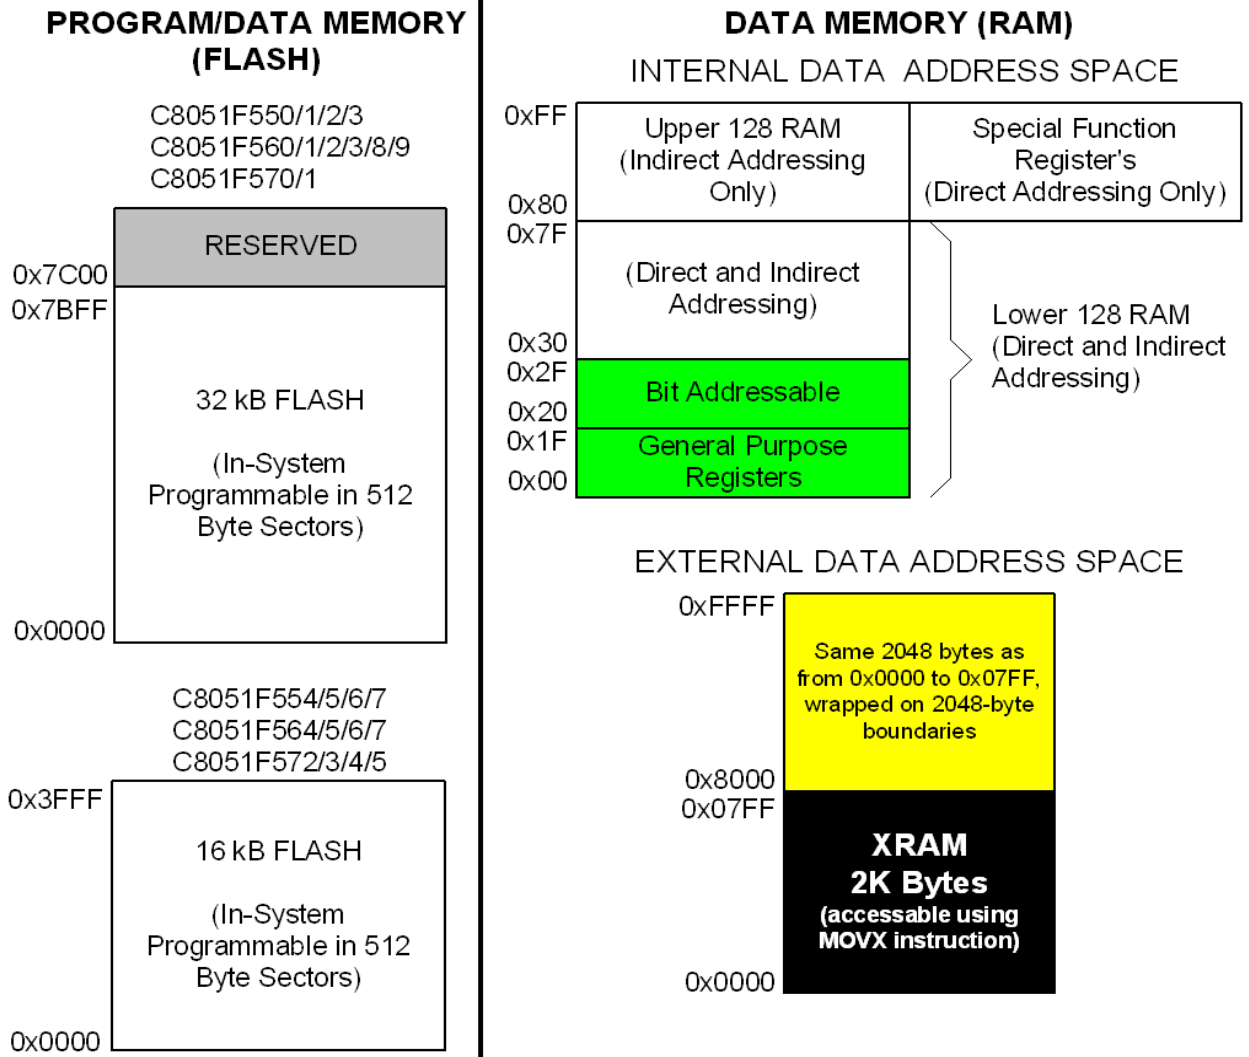 PROGRAM/DATA MEMORY
(FLASH)
C8051F550/1/2/3
C8051F560/1/2/3/8/9
C8051F570/1
RESERVED
0x7C00
0x7BFF
32 kB FLASH
(In-System
Programmable in 512
Byte Sectors)
0x0000
C8051F554/5/6/7
C8051F564/5/6/7
C8051F572/3/4/5
0x3FFF
16 kB FLASH
(In-System
Programmable in 512
Byte Sectors)
0x0000
DATA MEMORY (RAM)
INTERNAL DATA ADDRESS SPACE
0xFF
Upper 128 RAM
(Indirect Addressing
Only)
Special Function
Register's
(Direct Addressing Only)
0x80
0x7F
(Direct and Indirect
Addressing)
Lower 128 RAM
(Direct and Indirect
Addressing)
0x30
0x2F
Bit Addressable
0x20
0x1F
General Purpose
Registers
0x00
EXTERNAL DATA ADDRESS SPACE
0xFFFF
Same 2048 bytes as
from 0x0000 to 0x07FF,
wrapped on 2048-byte
boundaries
0x8000
0x07FF
XRAM
2K Bytes
(accessable using
MOVX instruction)
0x0000